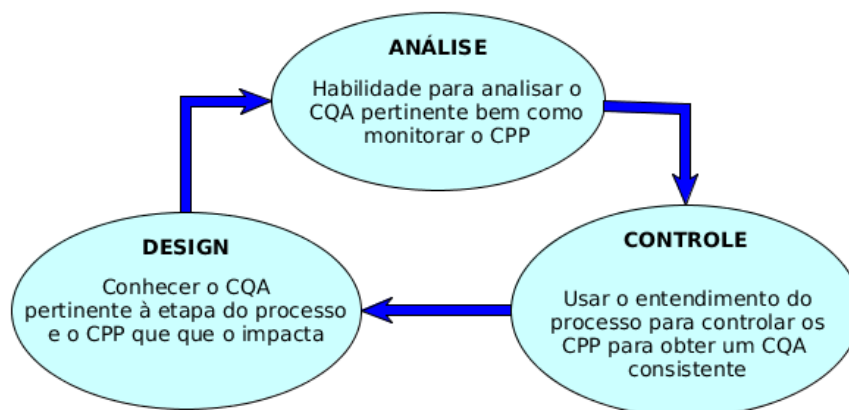 ANÁLISE
Habilidade para analisar o
CQA pertinente bem como
monitorar o CPP
DESIGN
Conhecer o CQA
pertinente à etapa do processo
e o CPP que que o impacta
CONTROLE
Usar o entendimento do
processo para controlar os
CPP para obter um CQA
consistente